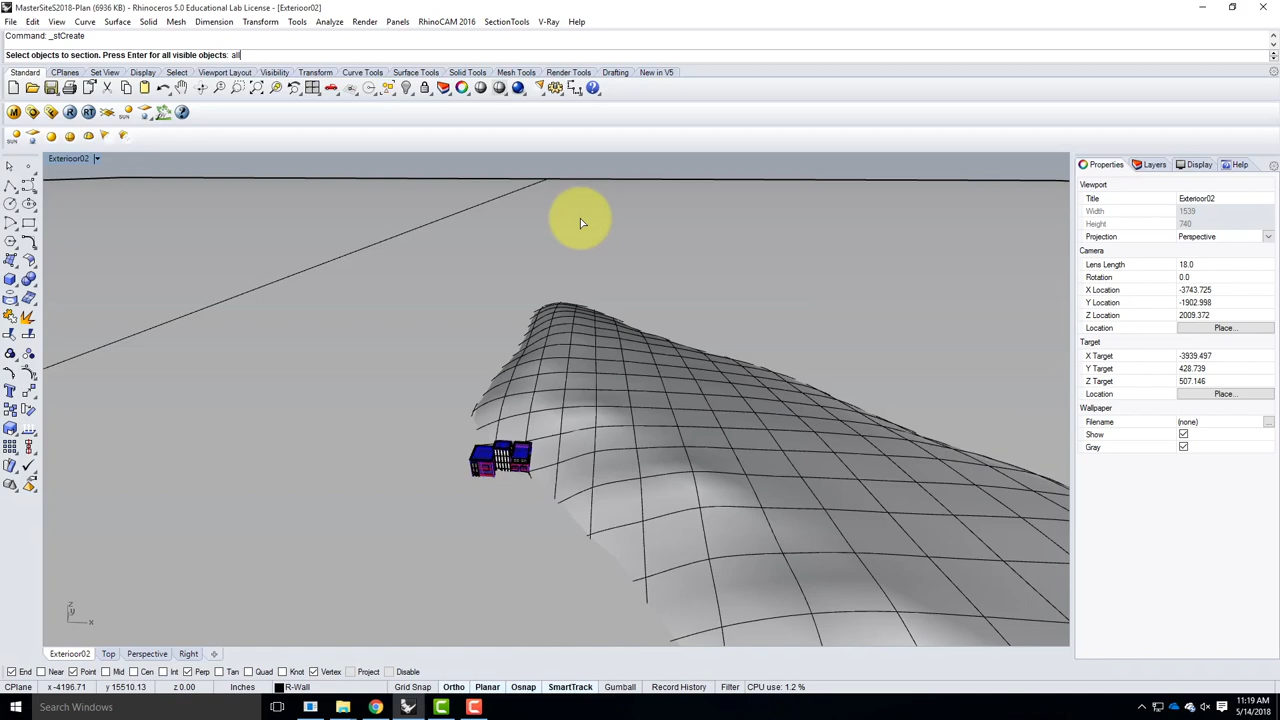 MasterSiteS2018-Plan (6936 KB) - Rhinoceros 5.0 Educational Lab License - [Exterioor02]
File Edit View Curve Surface Solid Mesh Dimension Transform Tools Analyze Render Panels RhinoCAM 2016 SectionTools V-Ray Help
Command: _stCreate
Select objects to section. Press Enter for all visible objects: all
Standard CPlanes Set View Display Select Viewport Layout Visibility Transform Curve Tools Surface Tools Solid Tools Mesh Tools Render Tools Drafting New in V5
Exterioor02
Properties Layers Display Help
Viewport
Title Exterioor02
Width 1539
Height 740
Projection Perspective
Camera
Lens Length 18.0
Rotation 0.0
X Location -3743.725
Y Location -1902.998
Z Location 2009.372
Location Place...
Target
X Target -3939.497
Y Target 428.739
Z Target 507.146
Location Place...
Wallpaper
Filename (none)
Show
Gray
z
y
x
Exterioor02 Top Perspective Right
End Near Point Mid Cen Int Perp Tan Quad Knot Vertex Project Disable
CPlane x -4196.71 y 15510.13 z 0.00 Inches R-Wall Grid Snap Ortho Planar Osnap SmartTrack Gumball Record History Filter CPU use: 1.2 %
Search Windows
11:19 AM
5/14/2018